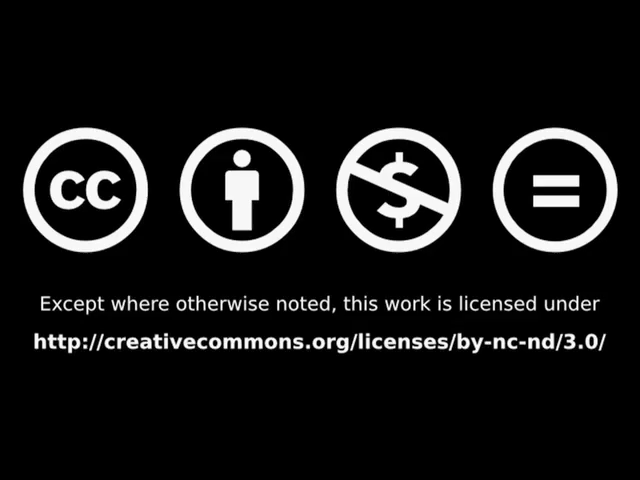 cc
$
=
Except where otherwise noted, this work is licensed under
http://creativecommons.org/licenses/by-nc-nd/3.0/